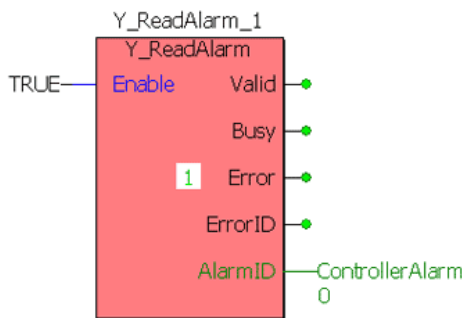 Y_ReadAlarm_1
Y_ReadAlarm
TRUE Enable Valid
Busy
1 Error
ErrorID
AlarmID ControllerAlarm
0